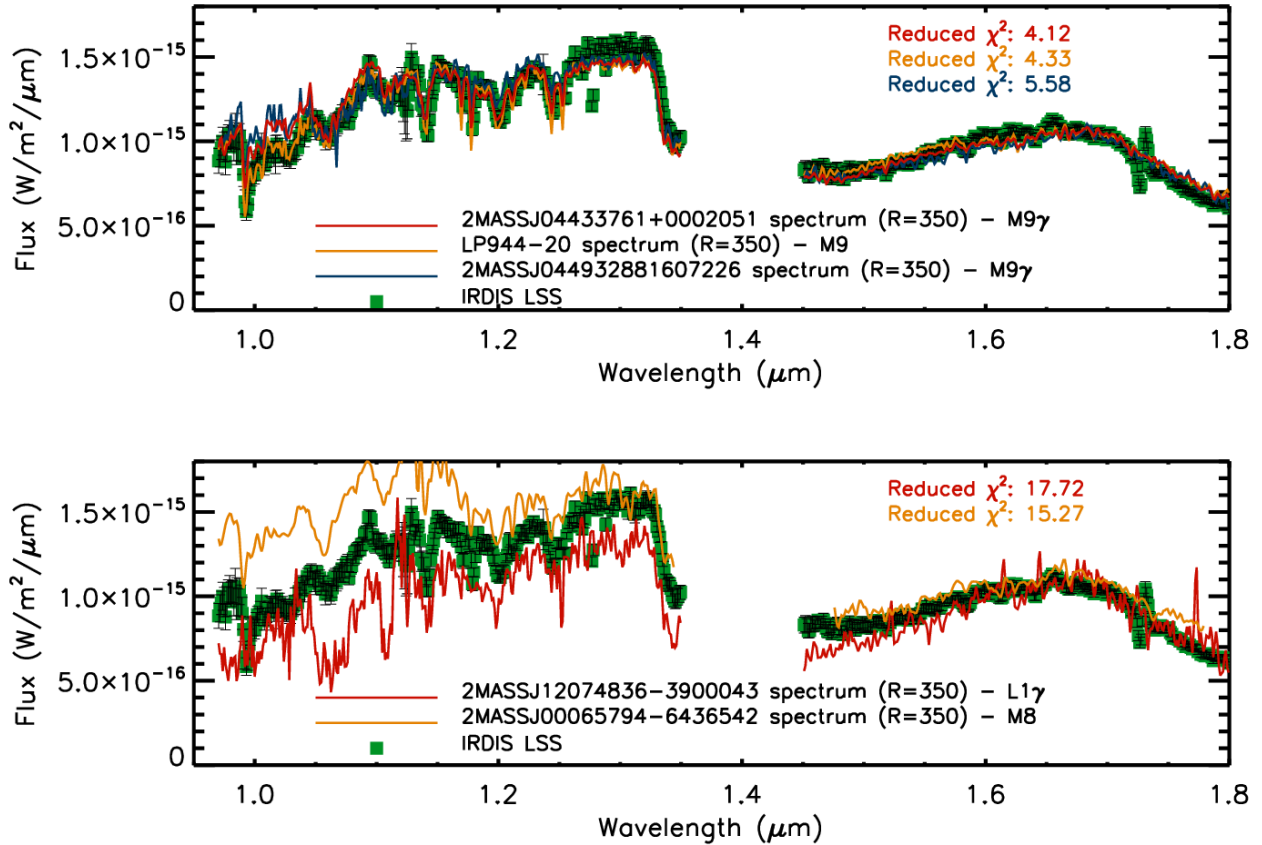 Flux (W/m²/μm)
1.5×10⁻¹⁵
1.0×10⁻¹⁵
5.0×10⁻¹⁶
0
Reduced χ²: 4.12
Reduced χ²: 4.33
Reduced χ²: 5.58
2MASSJ04433761+0002051 spectrum (R=350) - M9γ
LP944-20 spectrum (R=350) - M9
2MASSJ044932881607226 spectrum (R=350) - M9γ
IRDIS LSS
1.0 1.2 1.4 1.6 1.8
Wavelength (μm)
Flux (W/m²/μm)
1.5×10⁻¹⁵
1.0×10⁻¹⁵
5.0×10⁻¹⁶
0
Reduced χ²: 17.72
Reduced χ²: 15.27
2MASSJ12074836-3900043 spectrum (R=350) - L1γ
2MASSJ00065794-6436542 spectrum (R=350) - M8
IRDIS LSS
1.0 1.2 1.4 1.6 1.8
Wavelength (μm)